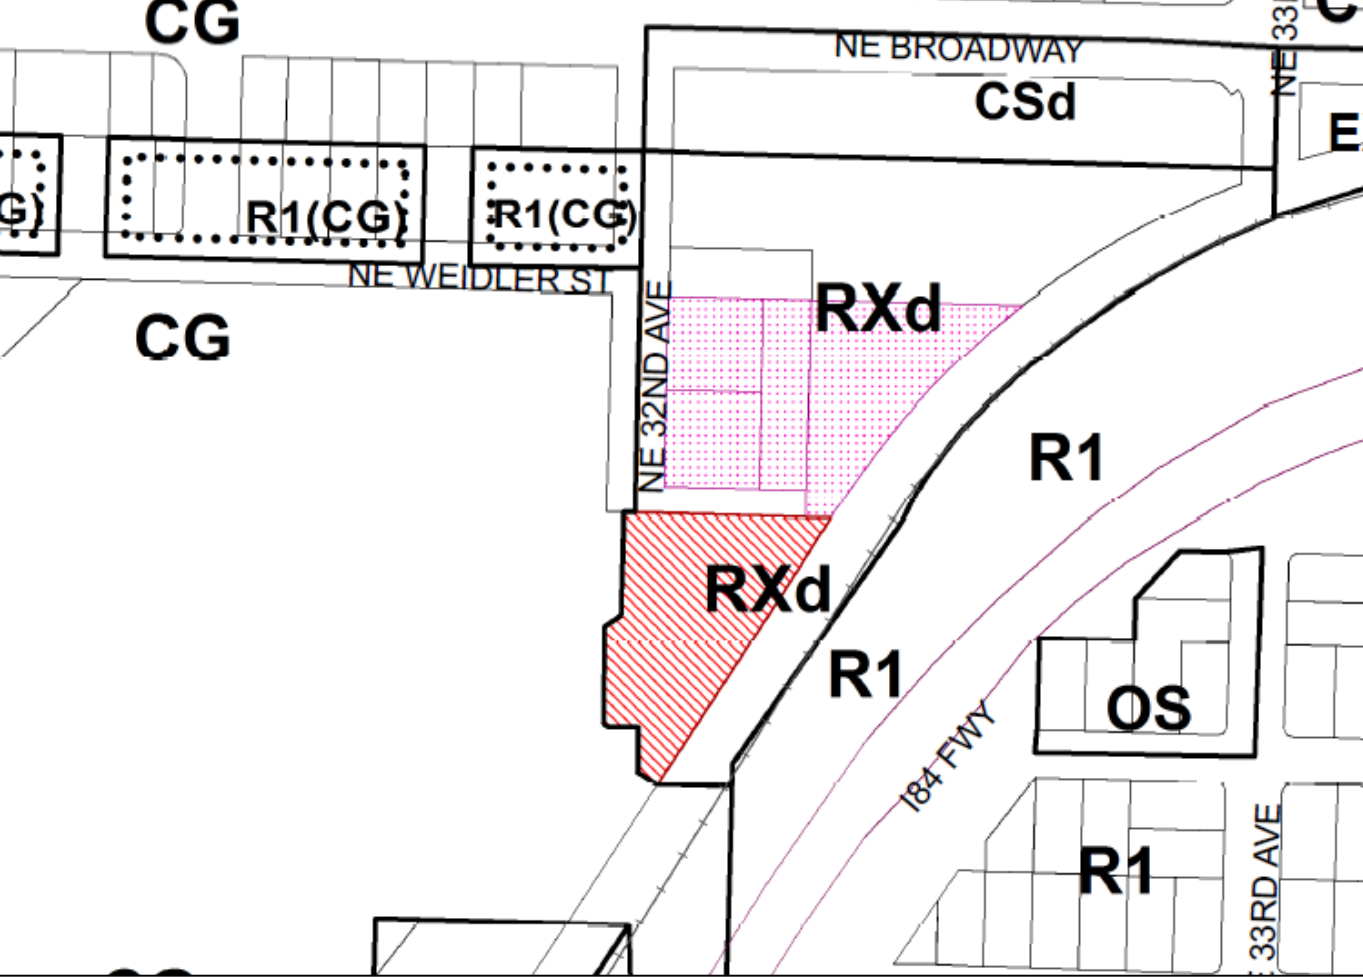 CG
NE BROADWAY
CSd
R1(CG)
R1(CG)
NE WEIDLER ST
CG
NE 32ND AVE
RXd
R1
RXd
R1
OS
I84 FWY
R1
33RD AVE